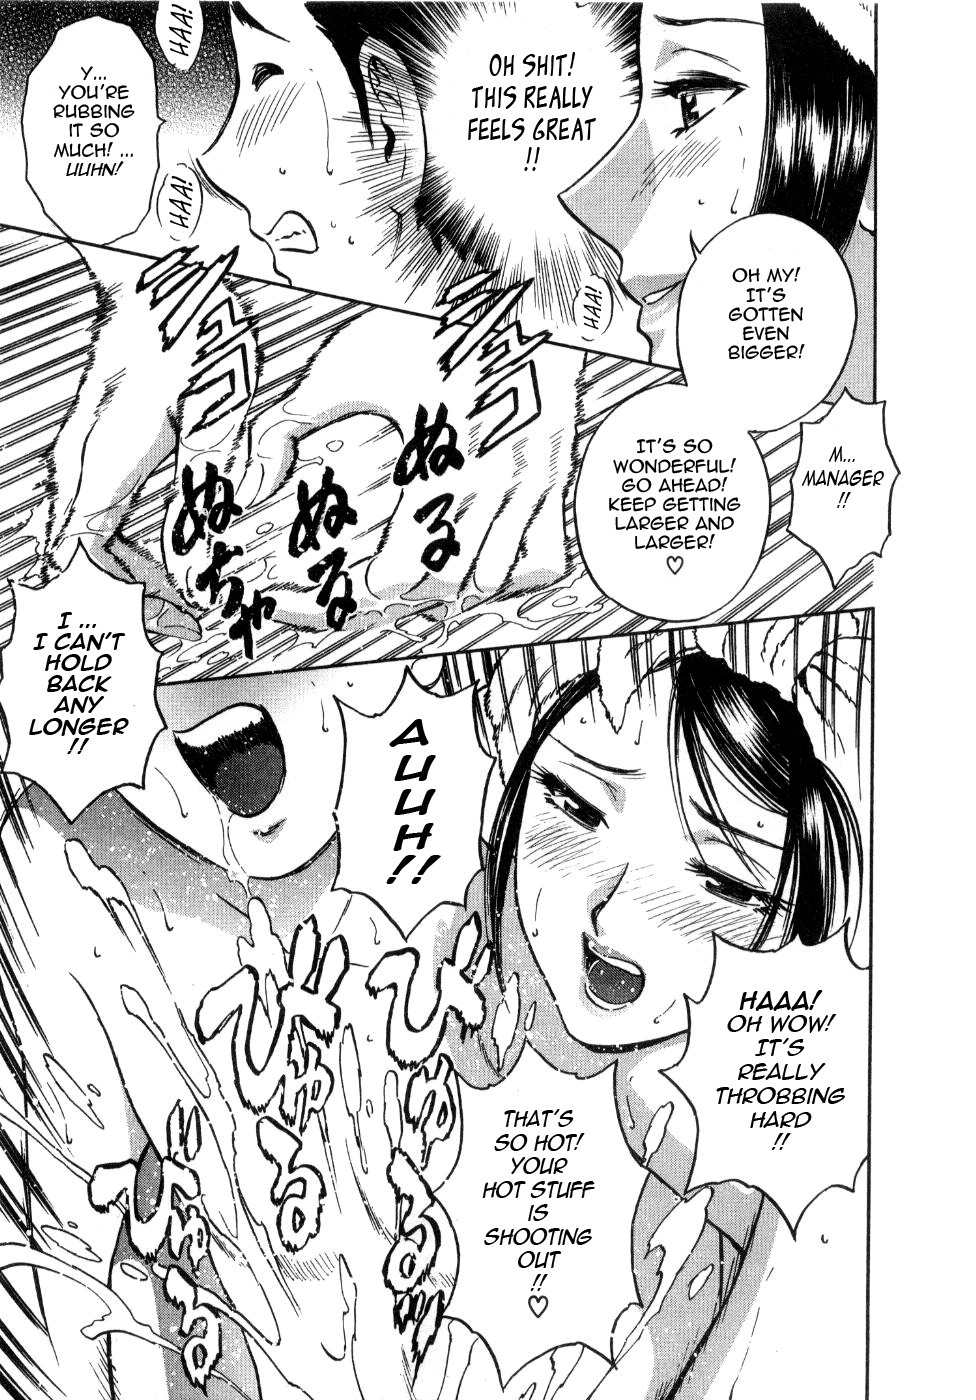 OH SHIT!
THIS REALLY
FEELS GREAT
!!
Y...
YOU'RE
RUBBING
IT SO
MUCH! ...
UUHN!
HAA!
HAA!
HAA!
OH MY!
IT'S
GOTTEN
EVEN
BIGGER!
IT'S SO
WONDERFUL!
GO AHEAD!
KEEP GETTING
LARGER AND
LARGER!
♡
M...
MANAGER
!!
ぬる
ぬる
ぬちゃ
I ...
I CAN'T
HOLD
BACK
ANY
LONGER
!!
AUUH!!
HAAA!
OH WOW!
IT'S
REALLY
THROBBING
HARD
!!
THAT'S
SO HOT!
YOUR
HOT STUFF
IS
SHOOTING
OUT
!!
♡
びゅるる
びゅるる
びゅるる